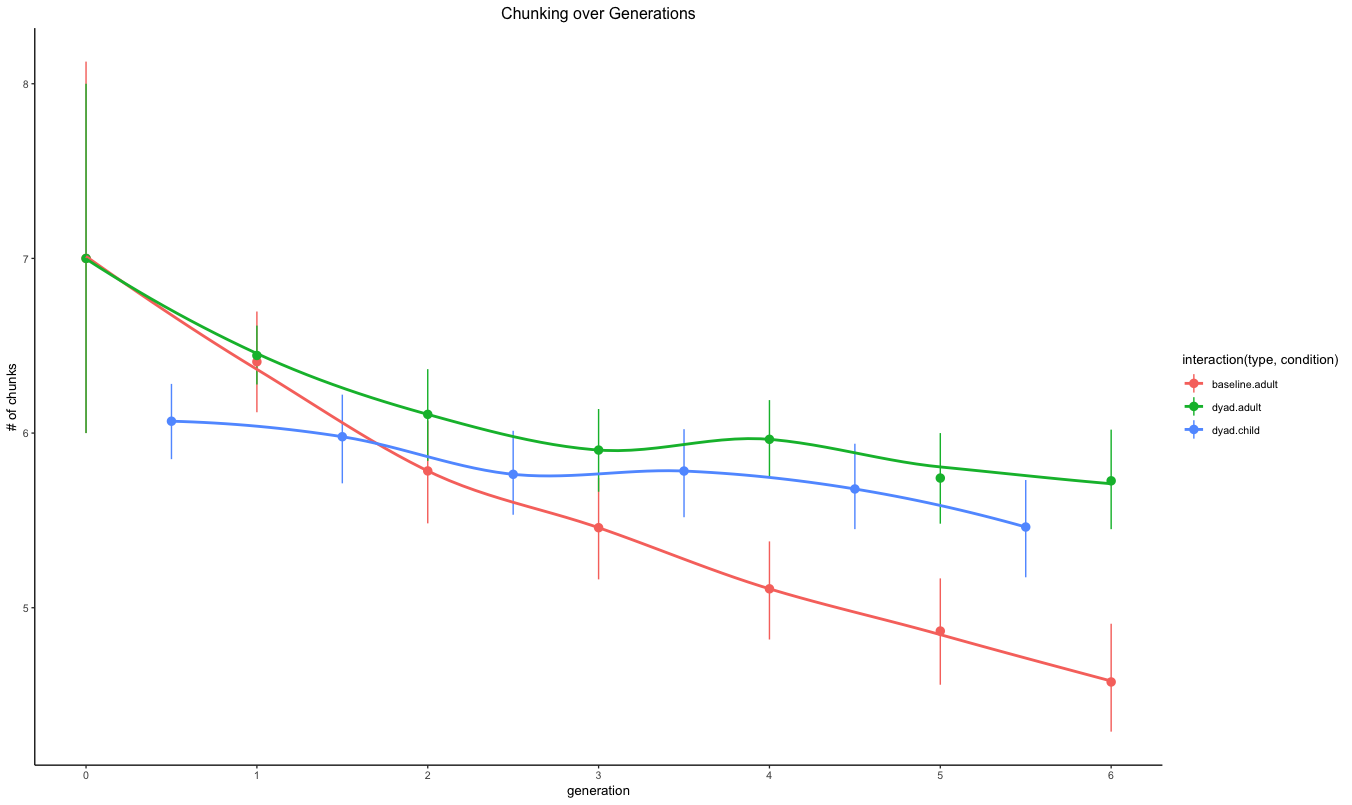 Chunking over Generations
8
7
6
5
# of chunks
0 1 2 3 4 5 6
generation
interaction(type, condition)
baseline.adult
dyad.adult
dyad.child